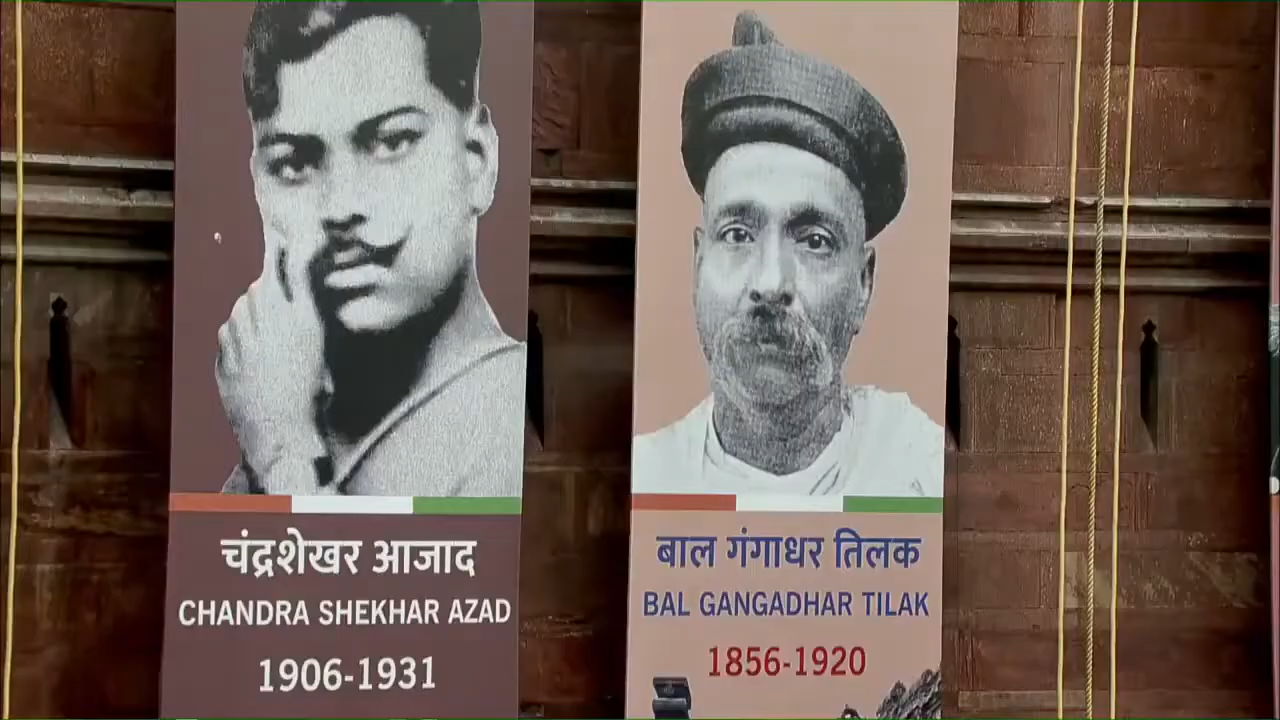 चंद्रशेखर आजाद
CHANDRA SHEKHAR AZAD
1906-1931
बाल गंगाधर तिलक
BAL GANGADHAR TILAK
1856-1920